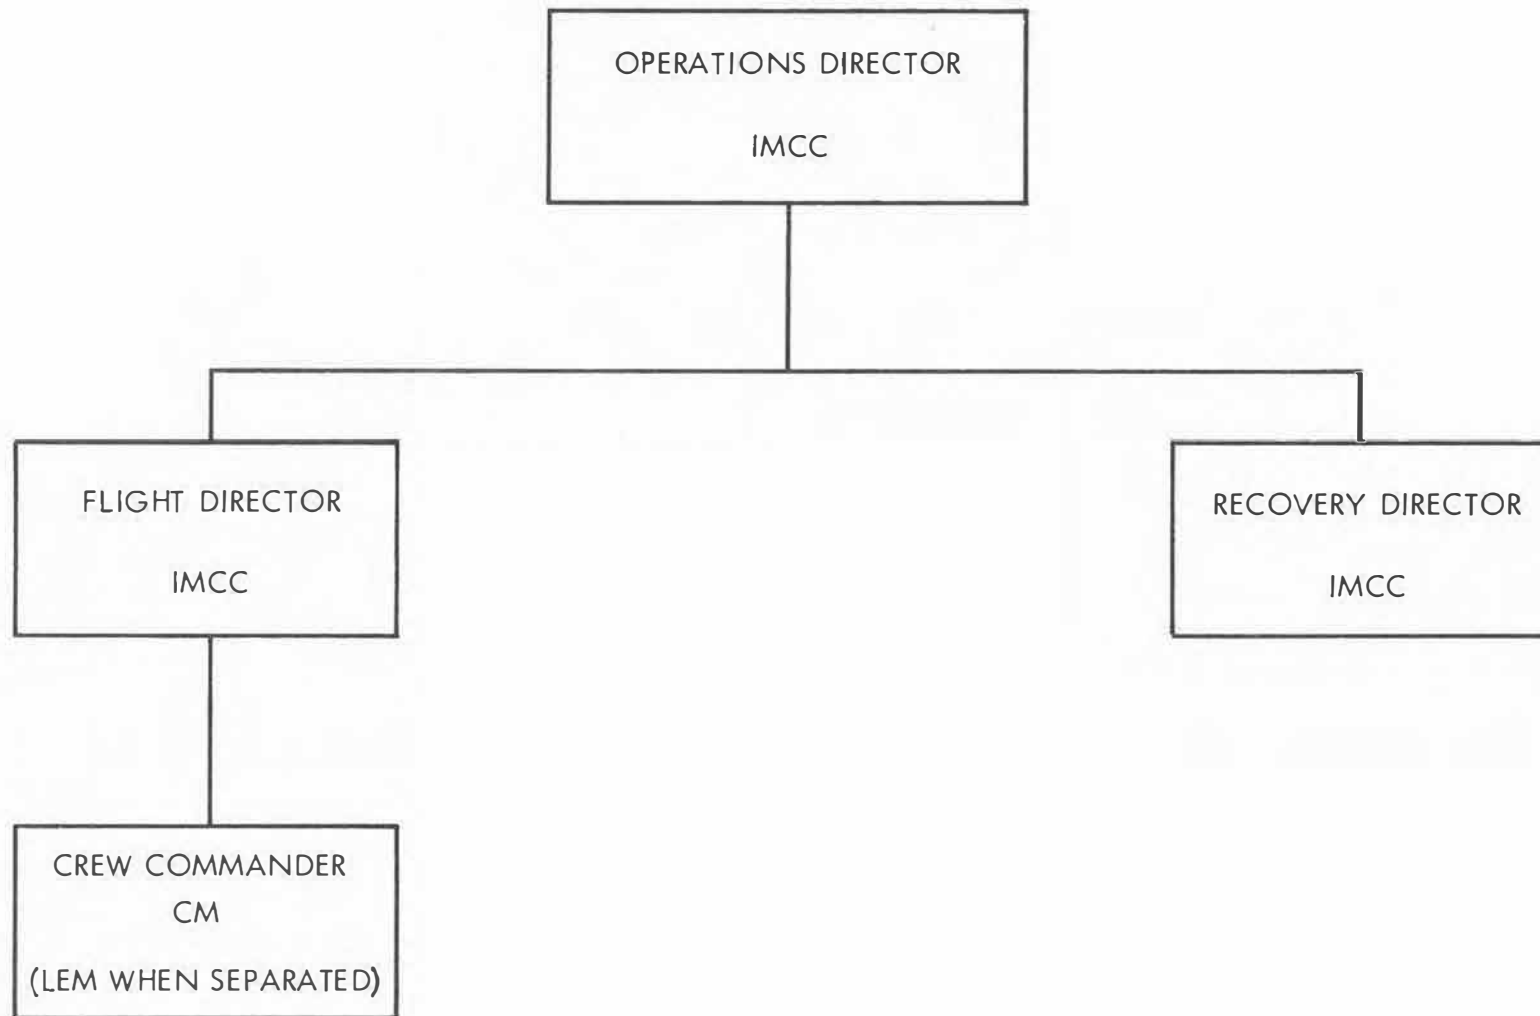 OPERATIONS DIRECTOR
IMCC
FLIGHT DIRECTOR
IMCC
RECOVERY DIRECTOR
IMCC
CREW COMMANDER
CM
(LEM WHEN SEPARATED)